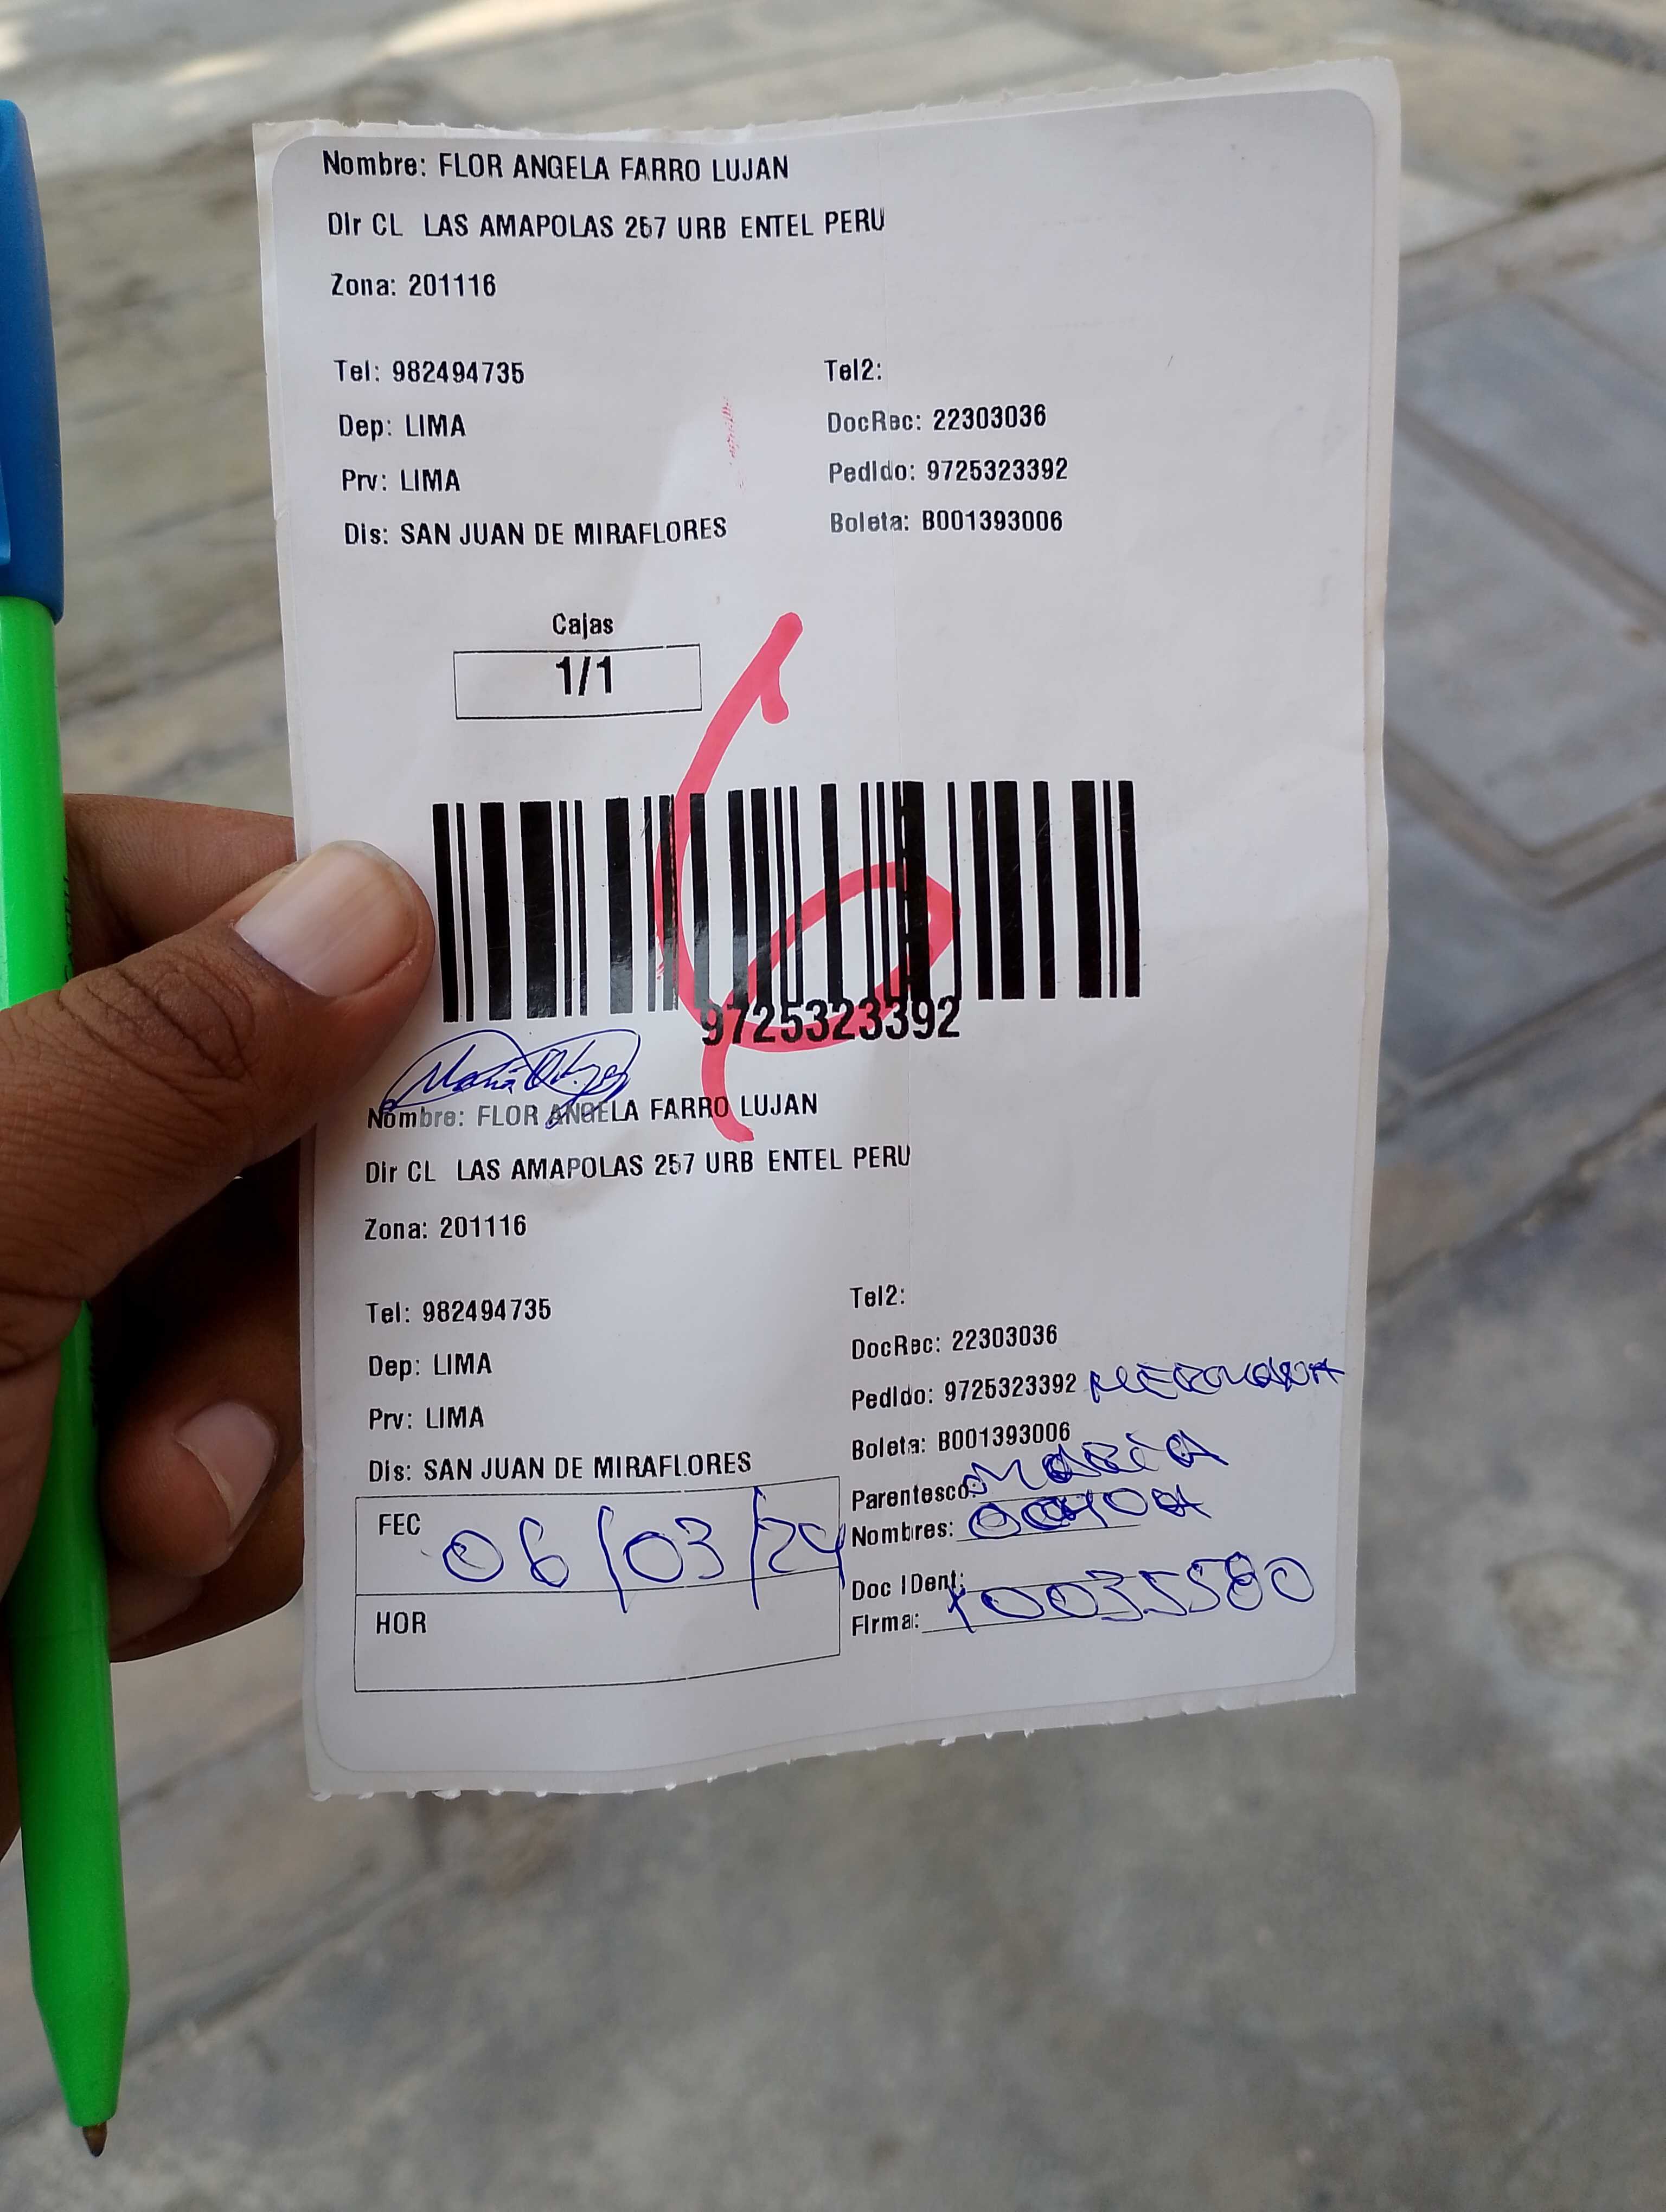 Nombre: FLOR ANGELA FARRO LUJAN
Dir CL LAS AMAPOLAS 257 URB ENTEL PERU
Zona: 201116
Tel: 982494735 Tel2:
Dep: LIMA DocRec: 22303036
Prv: LIMA Pedido: 9725323392
Dis: SAN JUAN DE MIRAFLORES Boleta: B001393006
Cajas
1/1
9725323392
Nombre: FLOR ANGELA FARRO LUJAN
Dir CL LAS AMAPOLAS 257 URB ENTEL PERU
Zona: 201116
Tel: 982494735 Tel2:
Dep: LIMA DocRec: 22303036
Prv: LIMA Pedido: 9725323392
Dis: SAN JUAN DE MIRAFLORES Boleta: B001393006
FEC 06/03/24 Parentesco: MARIA
Nombres:
HOR Doc IDent:
Firma: 10035580